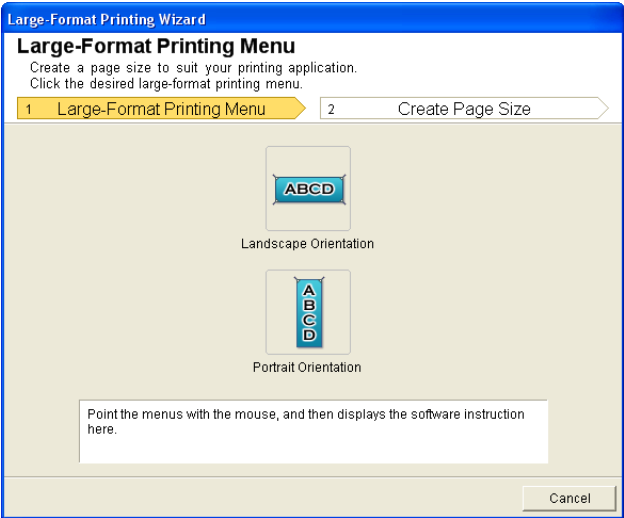 Large-Format Printing Wizard
Large-Format Printing Menu
Create a page size to suit your printing application.
Click the desired large-format printing menu.
1 Large-Format Printing Menu 2 Create Page Size
ABCD
Landscape Orientation
A
B
C
D
Portrait Orientation
Point the menus with the mouse, and then displays the software instruction
here.
Cancel